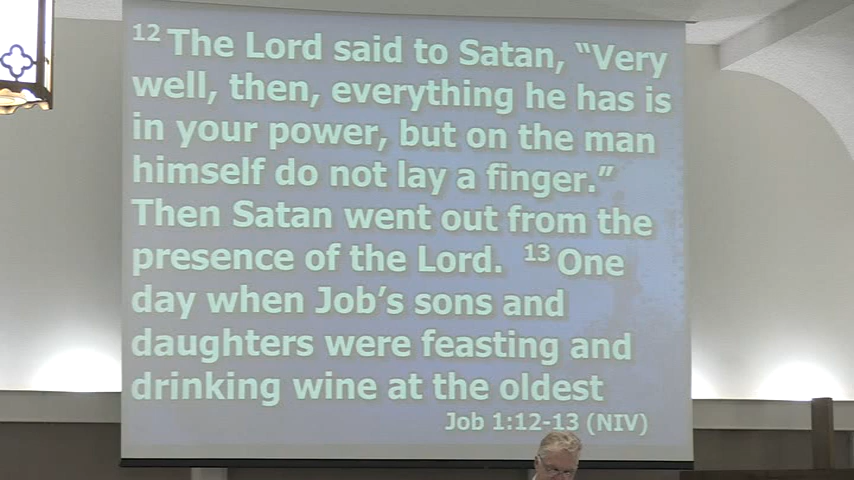 12 The Lord said to Satan, “Very
well, then, everything he has is
in your power, but on the man
himself do not lay a finger.”
Then Satan went out from the
presence of the Lord. 13 One
day when Job’s sons and
daughters were feasting and
drinking wine at the oldest
Job 1:12-13 (NIV)